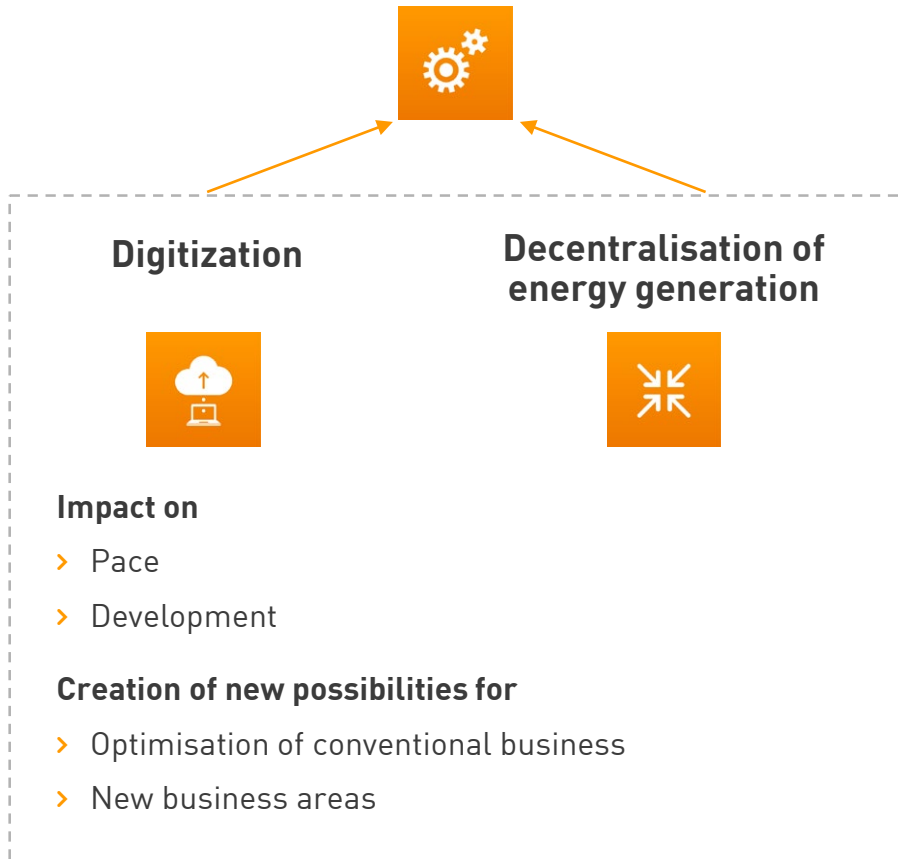 Digitization
Decentralisation of
energy generation
Impact on
Pace
Development
Creation of new possibilities for
Optimisation of conventional business
New business areas